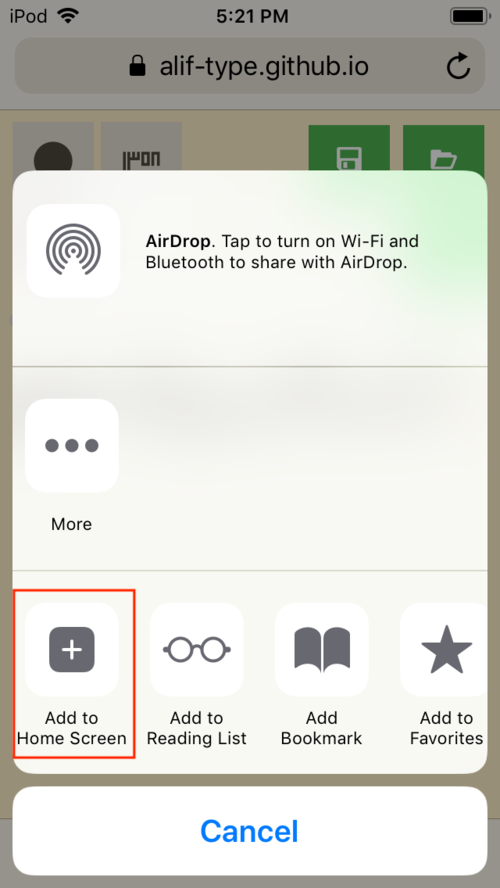 iPod 5:21 PM
alif-type.github.io
AirDrop. Tap to turn on Wi-Fi and
Bluetooth to share with AirDrop.
More
Add to
Home Screen
Add to
Reading List
Add
Bookmark
Add to
Favorites
Cancel